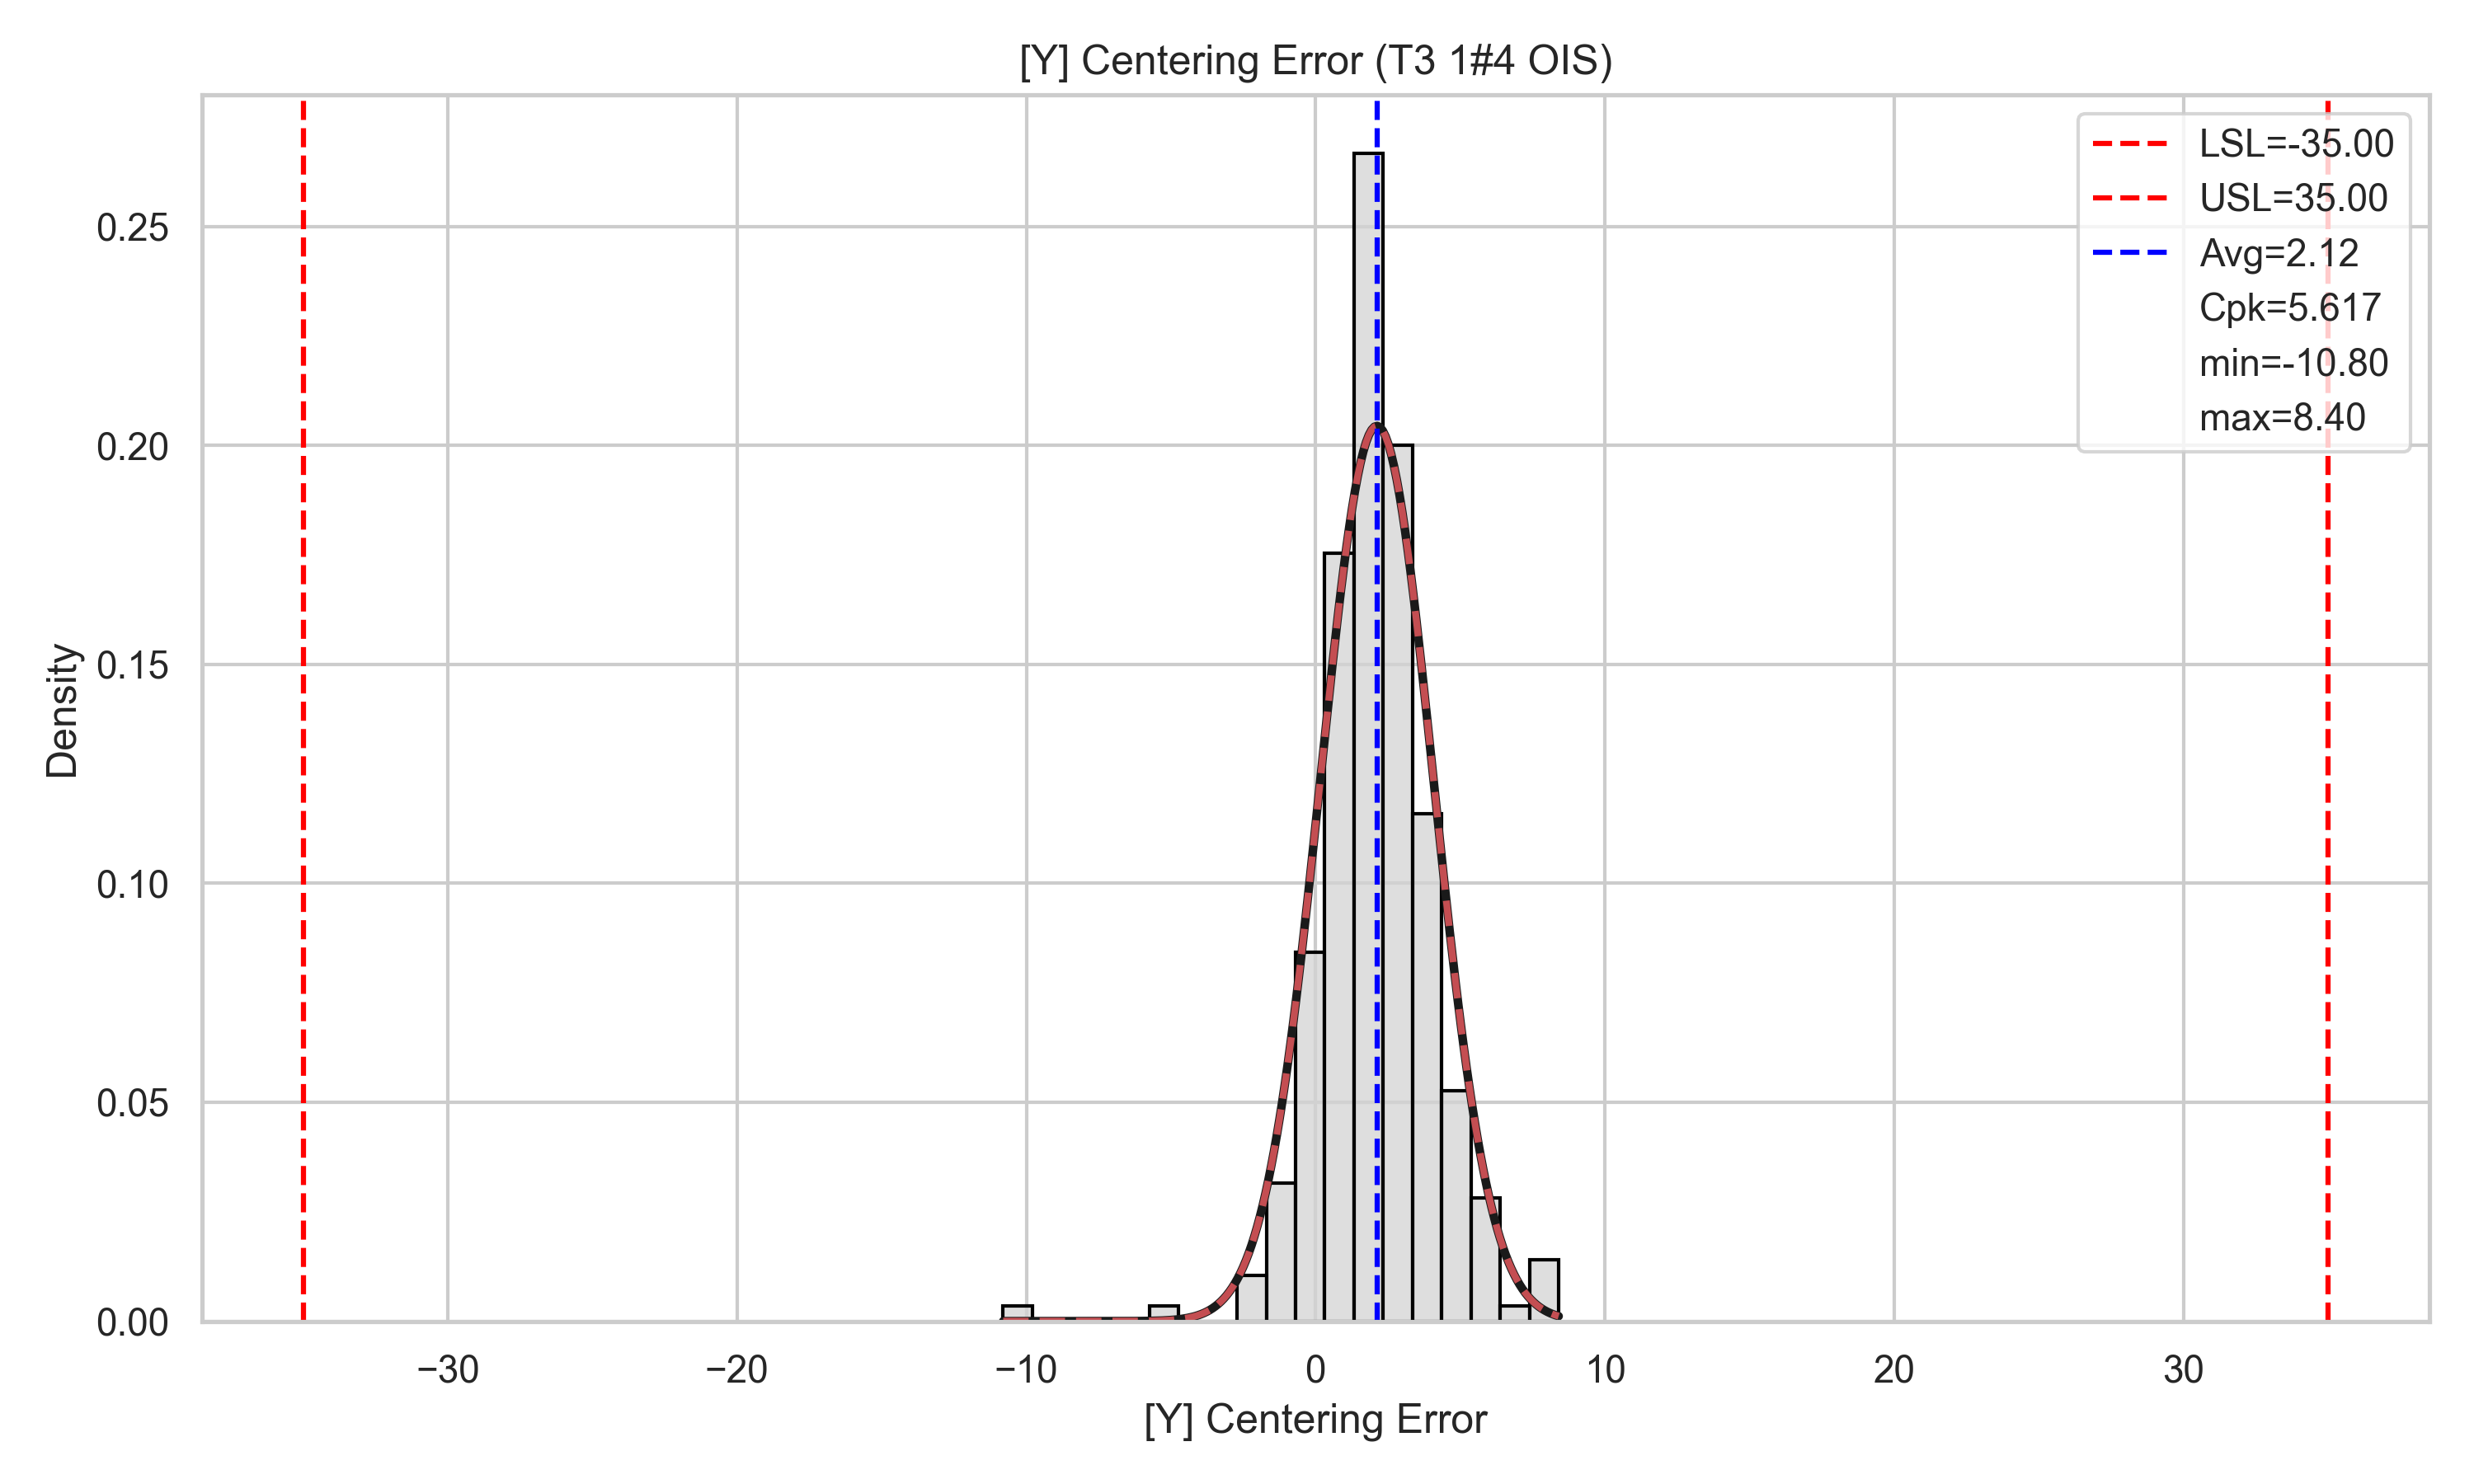 [Y] Centering Error (T3 1#4 OIS)
LSL=-35.00
USL=35.00
Avg=2.12
Cpk=5.617
min=-10.80
max=8.40
Density
0.25
0.20
0.15
0.10
0.05
0.00
−30 −20 −10 0 10 20 30
[Y] Centering Error